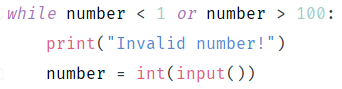 while number < 1 or number > 100:
    print("Invalid number!")
    number = int(input())